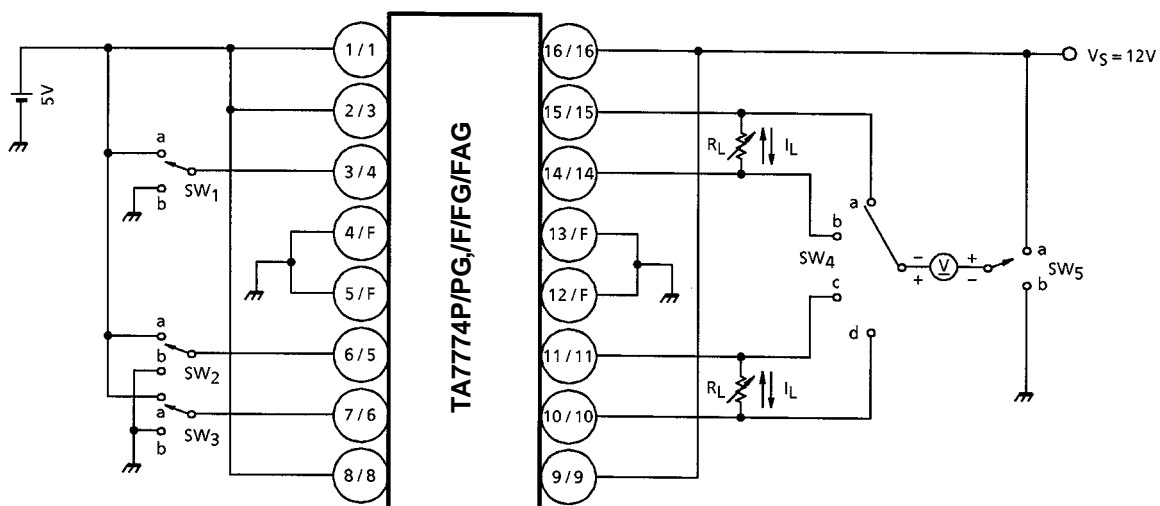 1 / 1
16 / 16
VS = 12V
5V
2 / 3
15 / 15
a
SW1
b
3 / 4
14 / 14
RL
IL
4 / F
13 / F
a
b
SW4
c
d
5 / F
12 / F
- V +
+ -
a
SW5
b
a
b
SW2
6 / 5
11 / 11
a
b
SW3
7 / 6
10 / 10
RL
IL
8 / 8
9 / 9
TA7774P/PG,/F/FG/FAG